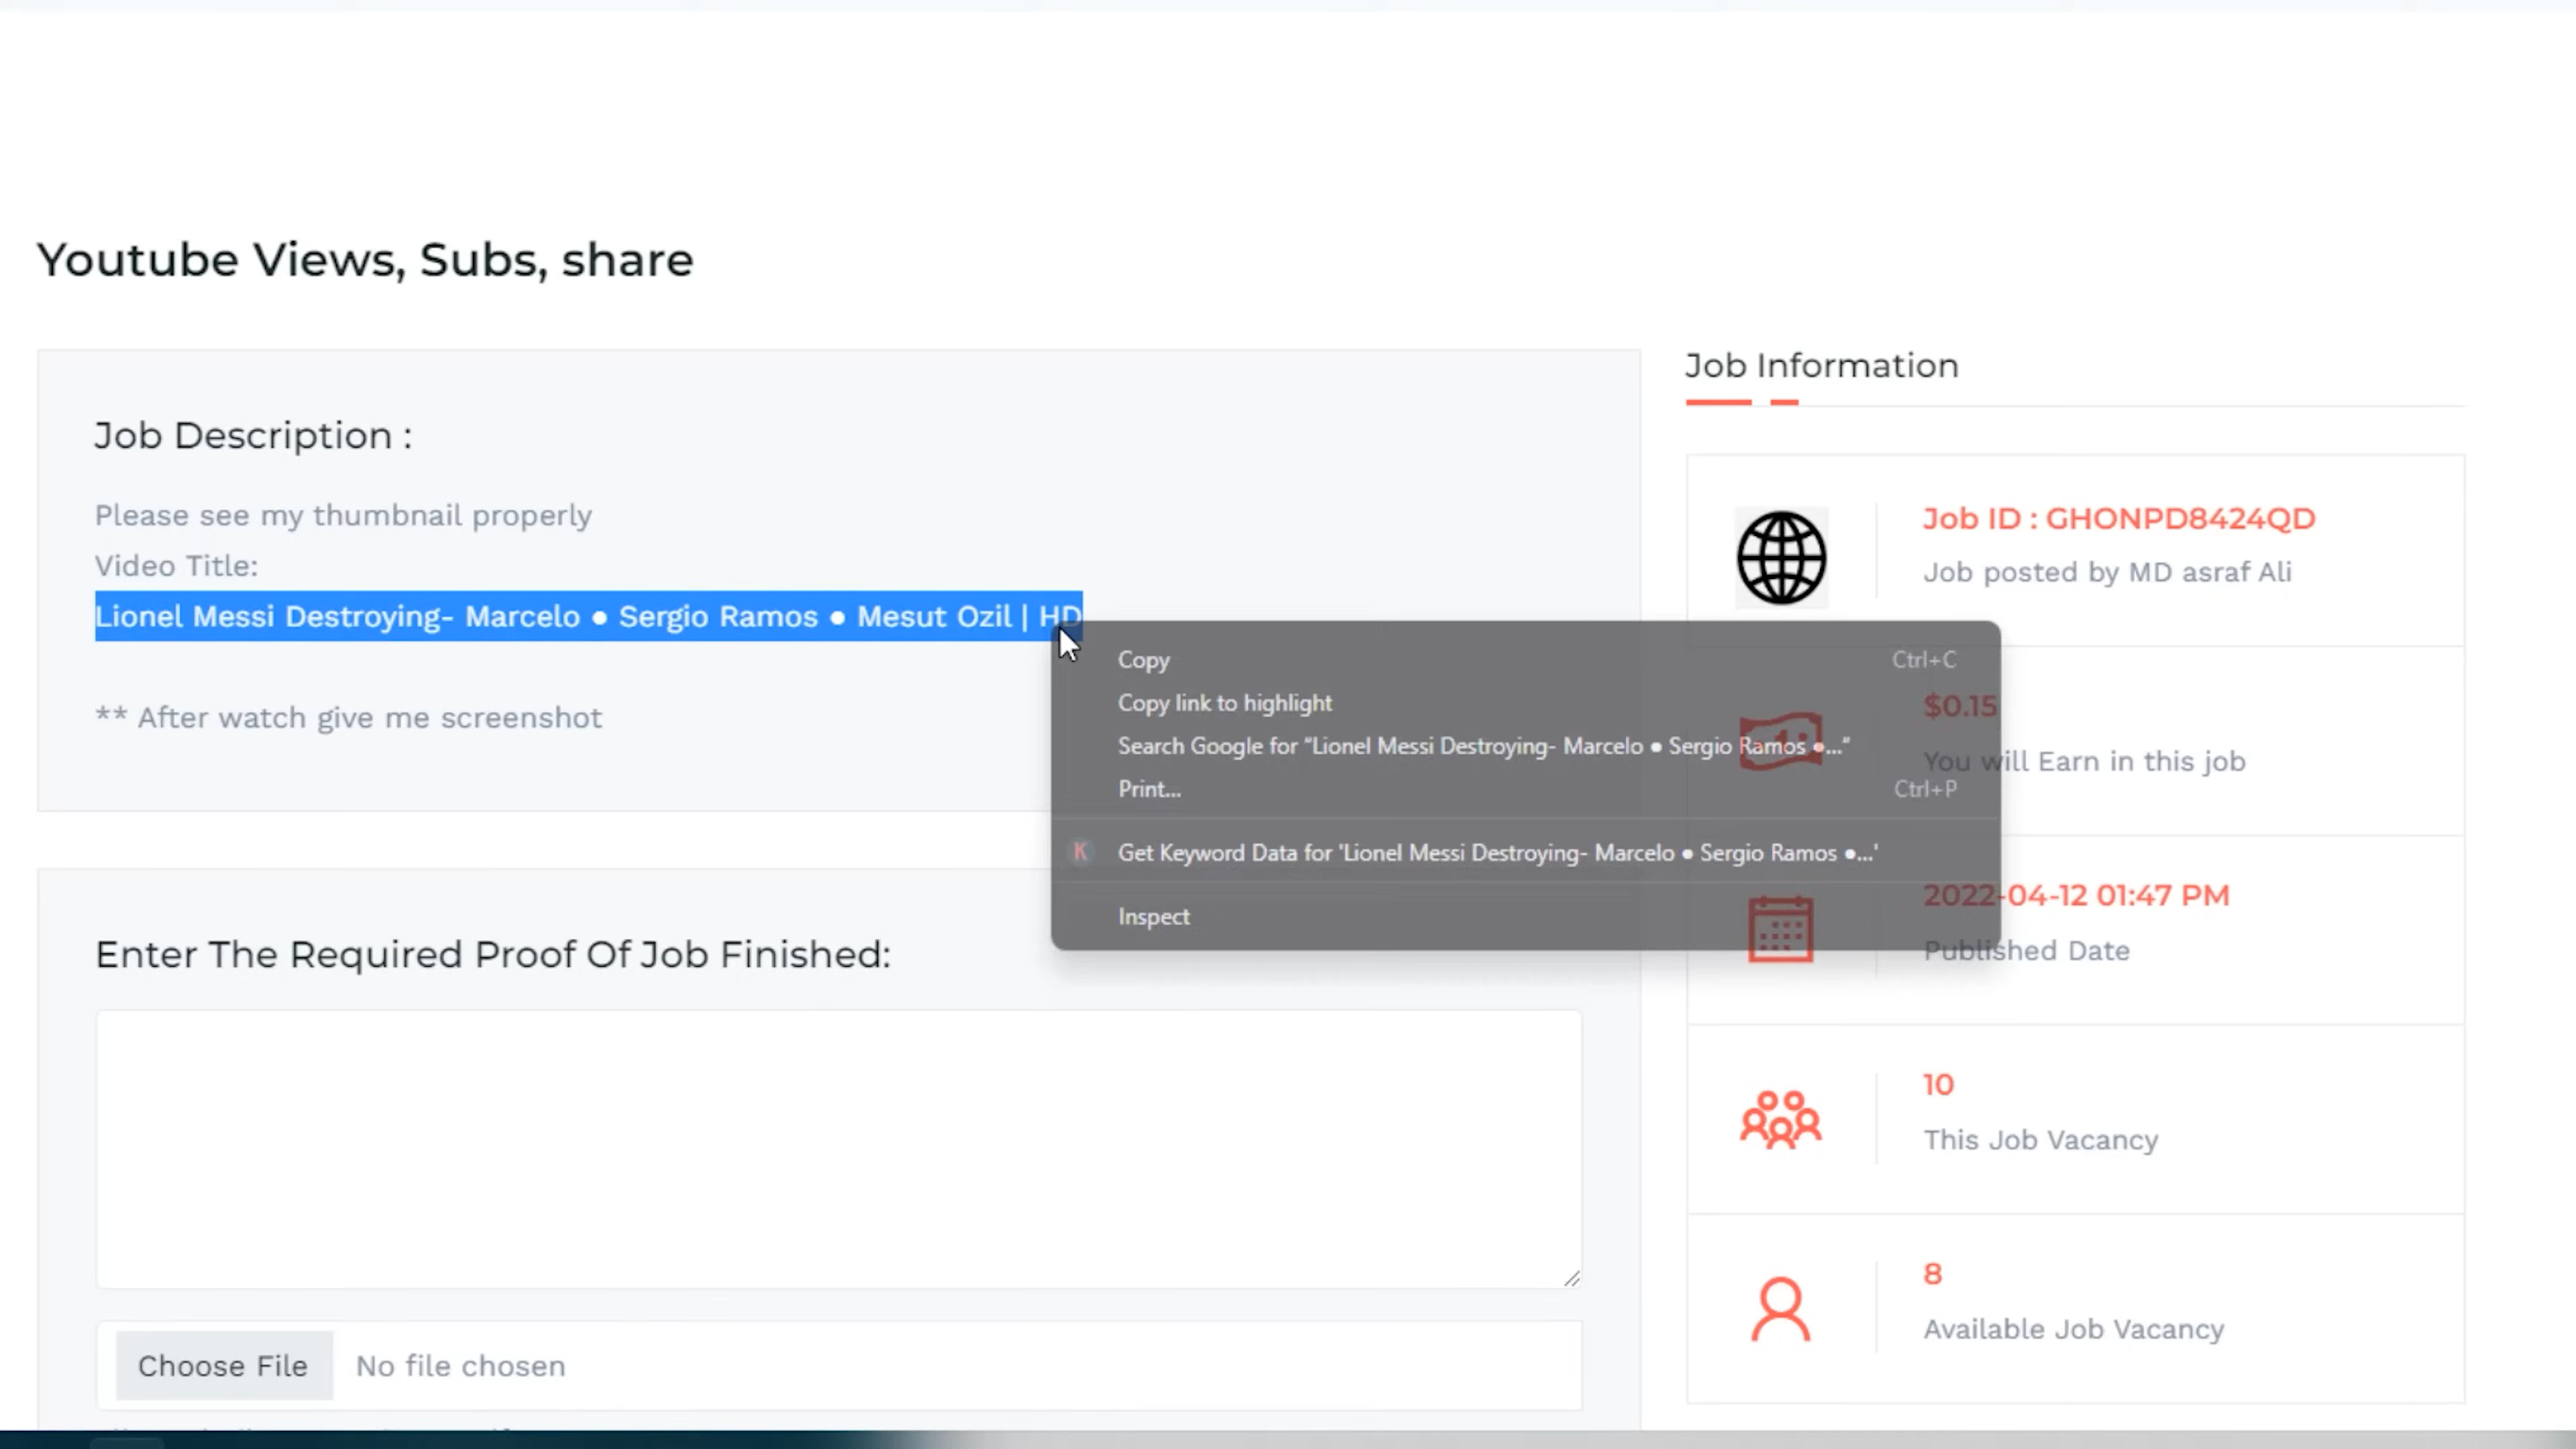 Youtube Views, Subs, share
Job Description :
Please see my thumbnail properly
Video Title:
Lionel Messi Destroying- Marcelo ● Sergio Ramos ● Mesut Ozil | HD
** After watch give me screenshot
Copy Ctrl+C
Copy link to highlight
Search Google for “Lionel Messi Destroying- Marcelo ● Sergio Ramos ●...”
Print... Ctrl+P
K Get Keyword Data for 'Lionel Messi Destroying- Marcelo ● Sergio Ramos ●...'
Inspect
Enter The Required Proof Of Job Finished:
Choose File No file chosen
Job Information
Job ID : GHONPD8424QD
Job posted by MD asraf Ali
$0.15
You will Earn in this job
2022-04-12 01:47 PM
Published Date
10
This Job Vacancy
8
Available Job Vacancy